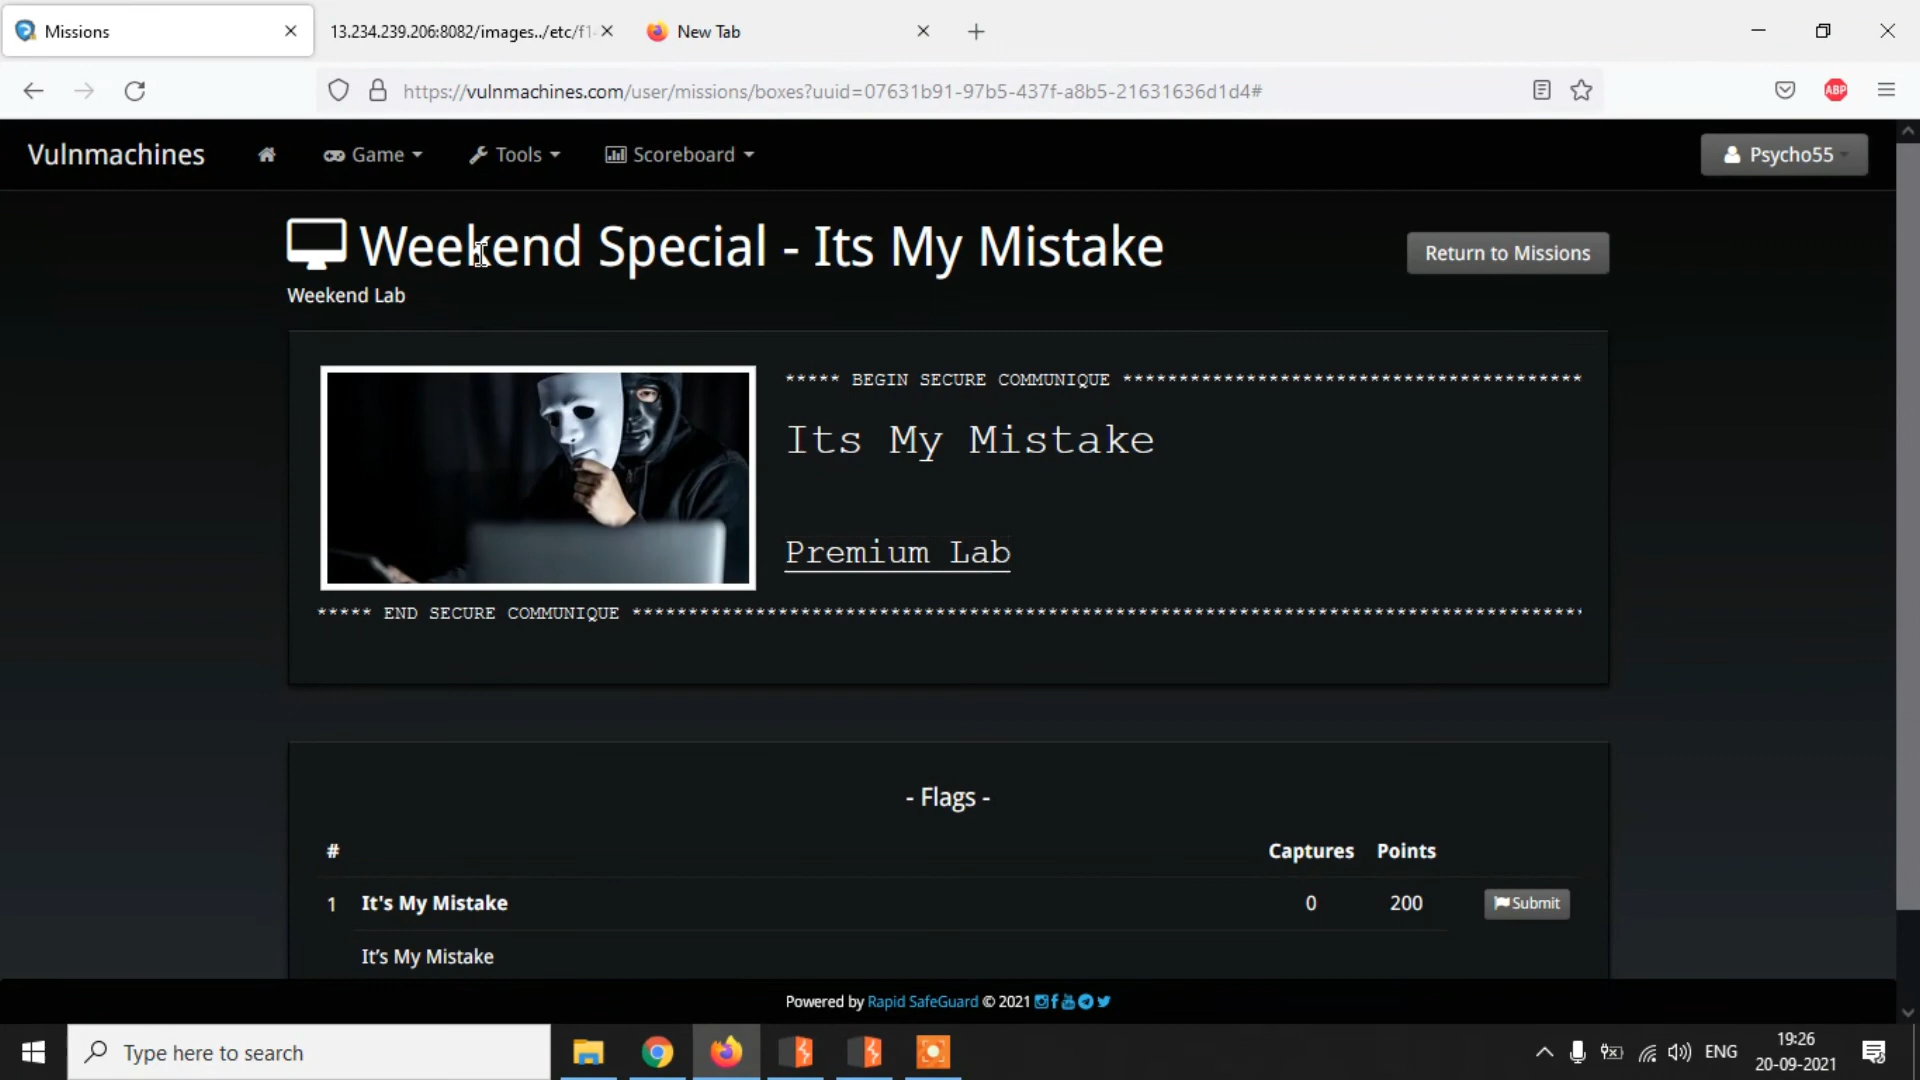 Missions
13.234.239.206:8082/images../etc/f1
New Tab
https://vulnmachines.com/user/missions/boxes?uuid=07631b91-97b5-437f-a8b5-21631636d1d4#
ABP
Vulnmachines
Game
Tools
Scoreboard
Psycho55
Weekend Special - Its My Mistake
Return to Missions
Weekend Lab
***** BEGIN SECURE COMMUNIQUE *****************************************
Its My Mistake
Premium Lab
***** END SECURE COMMUNIQUE *************************************************************************************
- Flags -
# Captures Points
1 It's My Mistake 0 200 Submit
It’s My Mistake
Powered by Rapid SafeGuard © 2021
Type here to search
ENG
19:26
20-09-2021